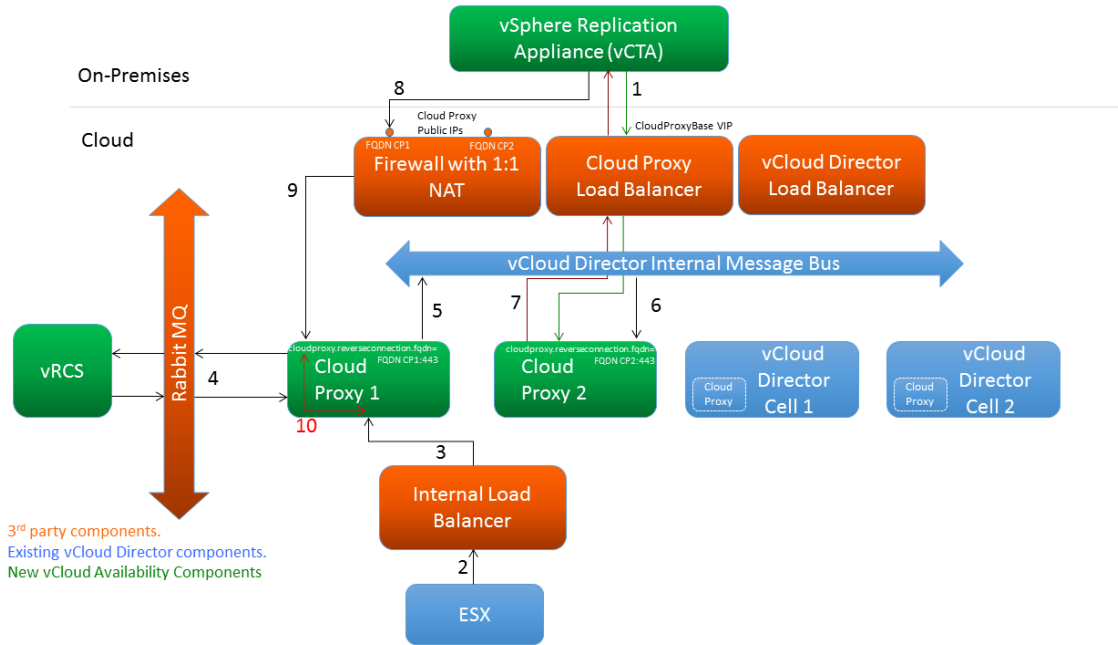 vSphere Replication
Appliance (vCTA)
On-Premises
8
1
Cloud Proxy
Public IPs
CloudProxyBase VIP
Cloud
FQDN CP1
FQDN CP2
Firewall with 1:1
NAT
Cloud Proxy
Load Balancer
vCloud Director
Load Balancer
9
vCloud Director Internal Message Bus
5
7
6
Rabbit MQ
vRCS
4
cloudproxy.reverseconnection.fqdn=
FQDN CP1:443
Cloud
Proxy 1
10
cloudproxy.reverseconnection.fqdn=
FQDN CP2:443
Cloud
Proxy 2
vCloud
Director
Cell 1
Cloud
Proxy
vCloud
Director
Cell 2
Cloud
Proxy
3
Internal Load
Balancer
2
ESX
3rd party components.
Existing vCloud Director components.
New vCloud Availability Components